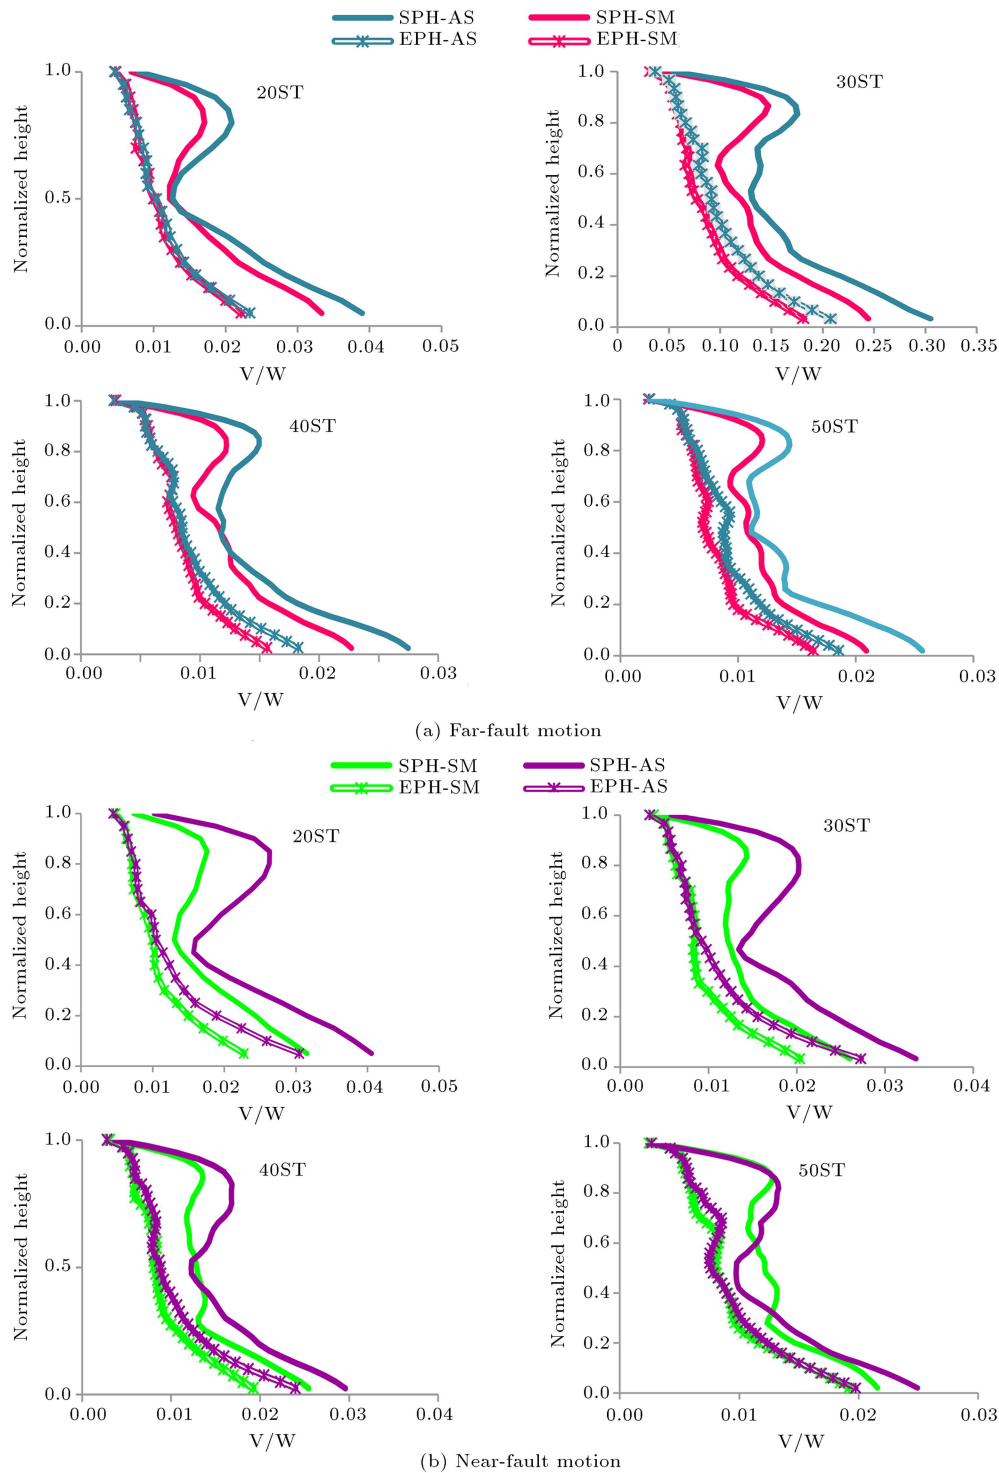 SPH-AS SPH-SM
EPH-AS EPH-SM
1.0
0.5
0.0
Normalized height
20ST
0.00 0.01 0.02 0.03 0.04 0.05
V/W
1.0
0.8
0.6
0.4
0.2
0.0
Normalized height
30ST
0 0.05 0.10 0.15 0.20 0.25 0.30 0.35
V/W
1.0
0.8
0.6
0.4
0.2
0.0
Normalized height
40ST
0.00 0.01 0.02 0.03
V/W
1.0
0.8
0.6
0.4
0.2
0.0
Normalized height
50ST
0.00 0.01 0.02 0.03
V/W
(a) Far-fault motion
SPH-SM SPH-AS
EPH-SM EPH-AS
1.0
0.8
0.6
0.4
0.2
0.0
Normalized height
20ST
0.00 0.01 0.02 0.03 0.04 0.05
V/W
1.0
0.8
0.6
0.4
0.2
0.0
Normalized height
30ST
0.00 0.01 0.02 0.03 0.04
V/W
1.0
0.5
0.0
Normalized height
40ST
0.00 0.01 0.02 0.03 0.04
V/W
1.0
0.8
0.6
0.4
0.2
0.0
Normalized height
50ST
0.00 0.01 0.02 0.03
V/W
(b) Near-fault motion